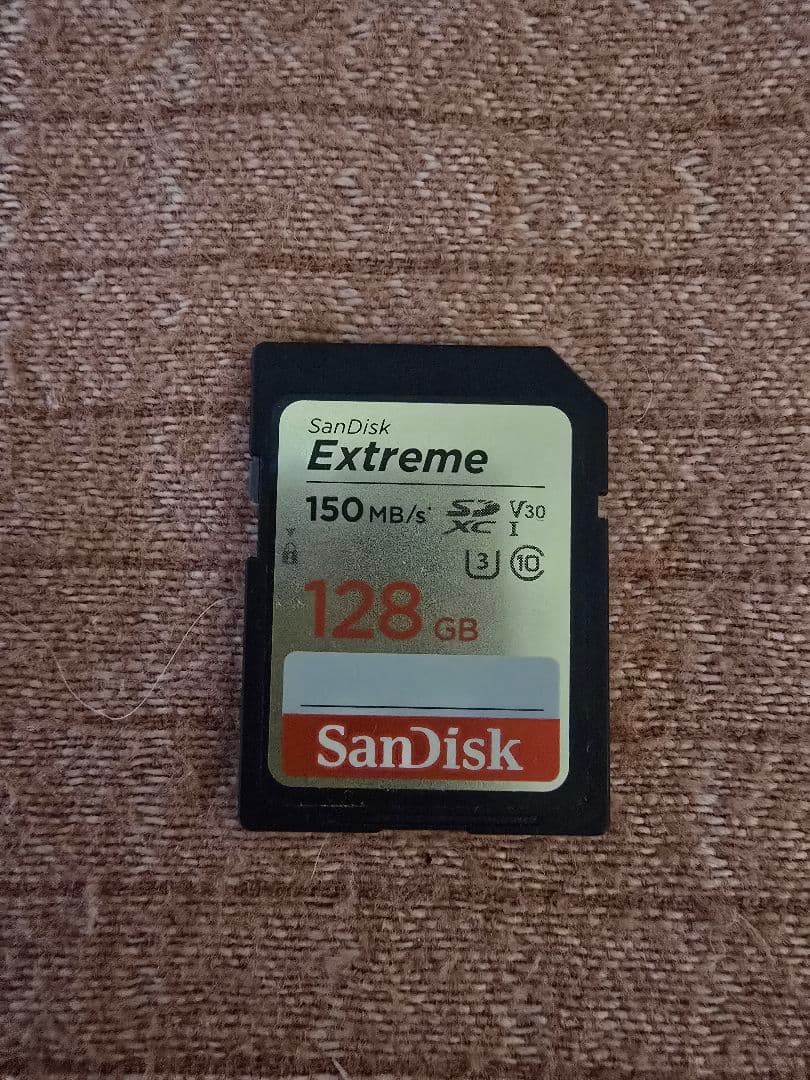 SanDisk
Extreme
150 MB/s* SD XC V30 I
3 10
128 GB
SanDisk